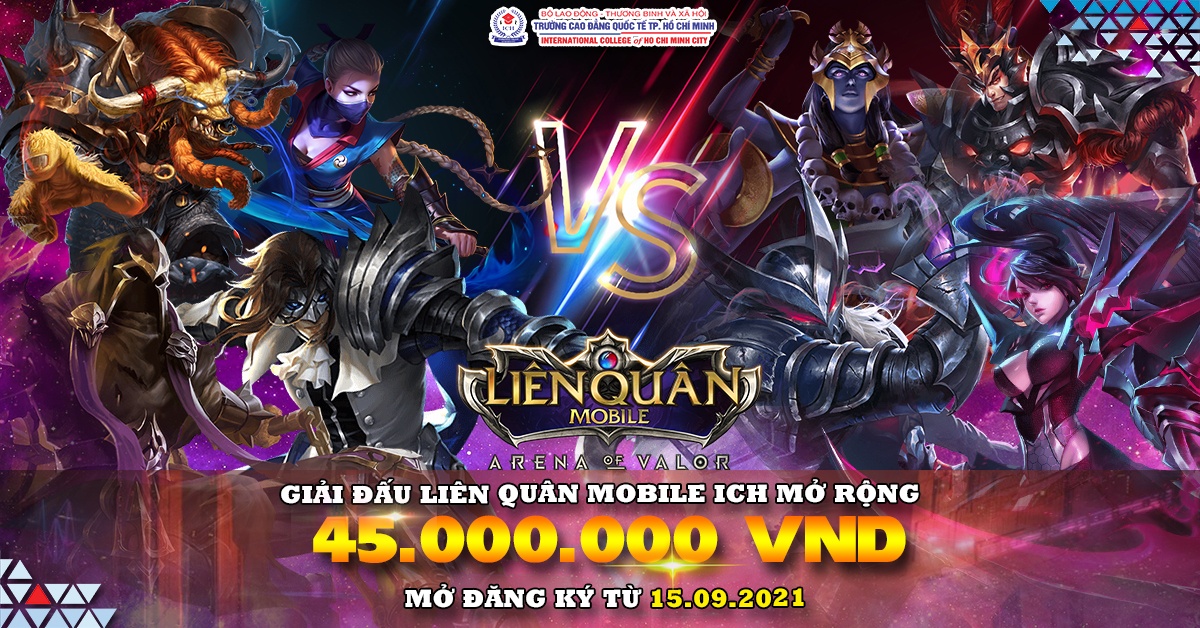 BỘ LAO ĐỘNG - THƯƠNG BINH VÀ XÃ HỘI
TRƯỜNG CAO ĐẲNG QUỐC TẾ TP. HỒ CHÍ MINH
INTERNATIONAL COLLEGE of HO CHI MINH CITY
ICH
VS
LIÊN QUÂN
MOBILE
ARENA OF VALOR
GIẢI ĐẤU LIÊN QUÂN MOBILE ICH MỞ RỘNG
45.000.000 VND
MỞ ĐĂNG KÝ TỪ 15.09.2021